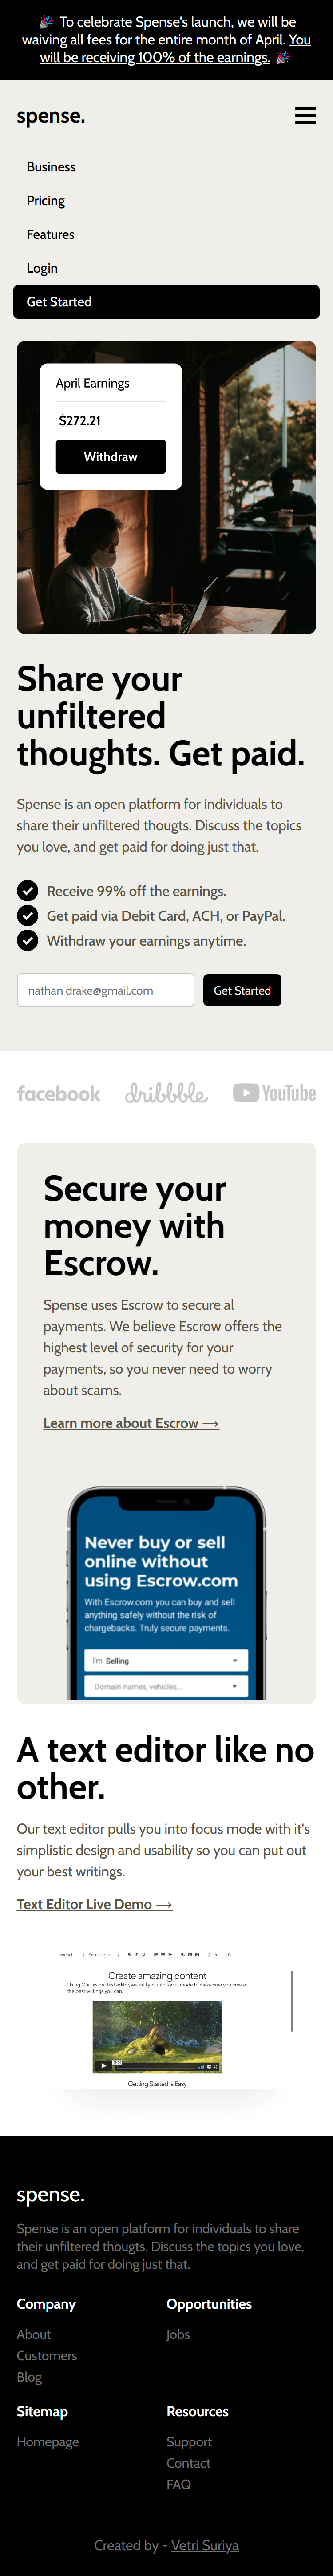 🎉 To celebrate Spense's launch, we will be
waiving all fees for the entire month of April. You
will be receiving 100% of the earnings. 🎉
spense.
Business
Pricing
Features
Login
Get Started
April Earnings
$272.21
Withdraw
Share your
unfiltered
thoughts. Get paid.
Spense is an open platform for individuals to
share their unfiltered thougts. Discuss the topics
you love, and get paid for doing just that.
Receive 99% off the earnings.
Get paid via Debit Card, ACH, or PayPal.
Withdraw your earnings anytime.
nathan drake@gmail.com Get Started
facebook dribbble YouTube
Secure your
money with
Escrow.
Spense uses Escrow to secure al
payments. We believe Escrow offers the
highest level of security for your
payments, so you never need to worry
about scams.
Learn more about Escrow ⟶
Never buy or sell
online without
using Escrow.com
With Escrow.com you can buy and sell
anything safely without the risk of
chargebacks. Truly secure payments.
I'm Selling
Domain names, vehicles...
A text editor like no
other.
Our text editor pulls you into focus mode with it's
simplistic design and usability so you can put out
your best writings.
Text Editor Live Demo ⟶
Normal Sailec Light B I U
Create amazing content
Using Quill as our text editor, we pull you into focus mode to make sure you create
the best writings you can.
Getting Started is Easy
spense.
Spense is an open platform for individuals to share
their unfiltered thougts. Discuss the topics you love,
and get paid for doing just that.
Company Opportunities
About Jobs
Customers
Blog
Sitemap Resources
Homepage Support
Contact
FAQ
Created by - Vetri Suriya